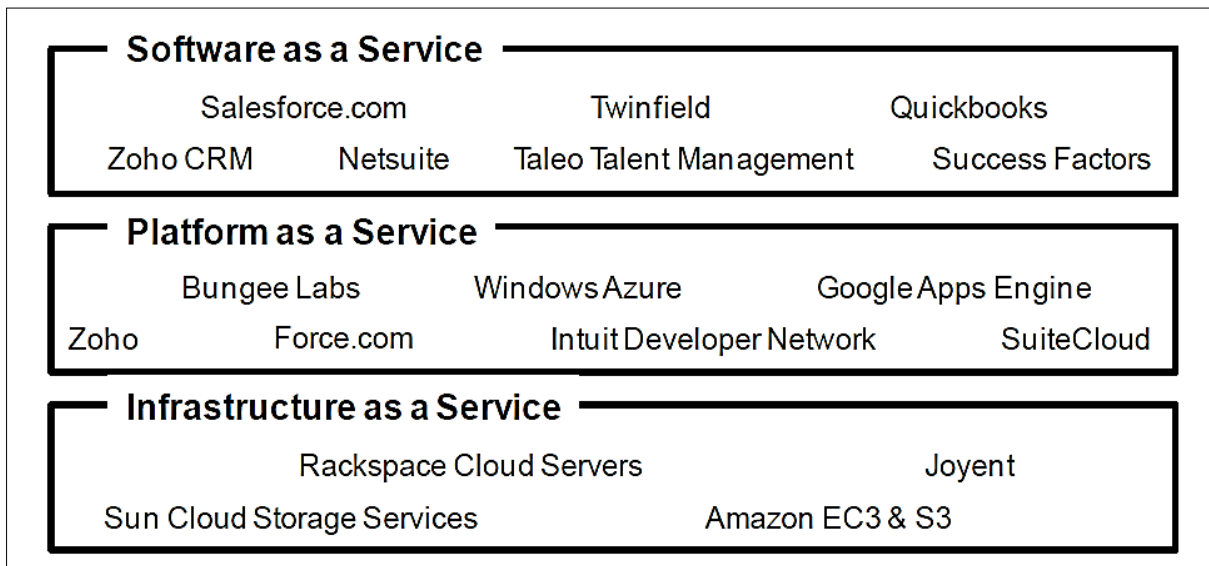 Software as a Service
Salesforce.com Twinfield Quickbooks
Zoho CRM Netsuite Taleo Talent Management Success Factors
Platform as a Service
Bungee Labs Windows Azure Google Apps Engine
Zoho Force.com Intuit Developer Network SuiteCloud
Infrastructure as a Service
Rackspace Cloud Servers Joyent
Sun Cloud Storage Services Amazon EC3 & S3